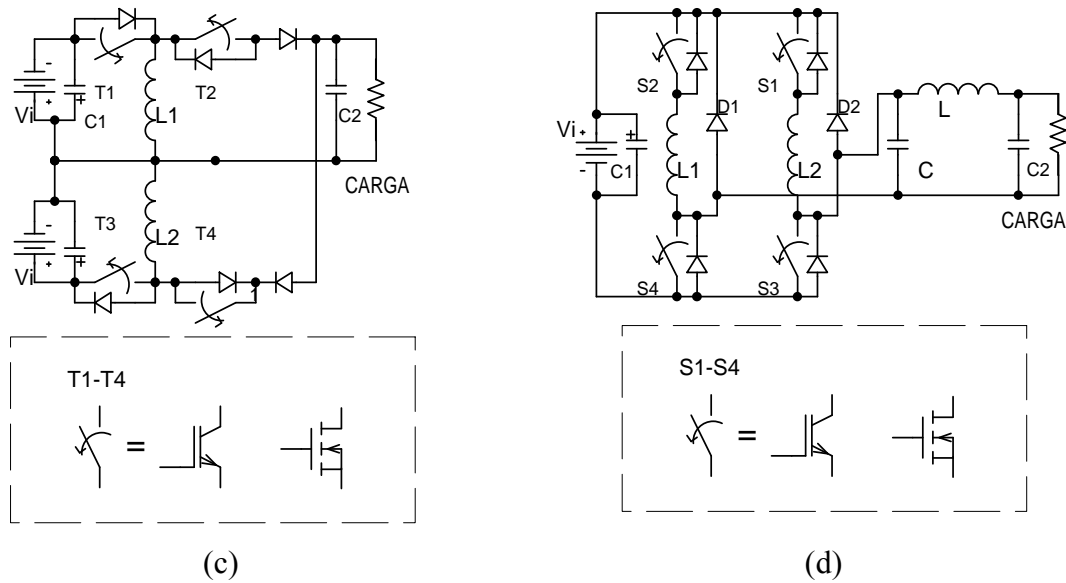 T1
T2
Vi
C1
L1
C2
CARGA
T3
L2
T4
Vi
T1-T4
=
(c)
S2
S1
D1
D2
Vi
C1
L1
L2
L
C
C2
CARGA
S4
S3
S1-S4
=
(d)